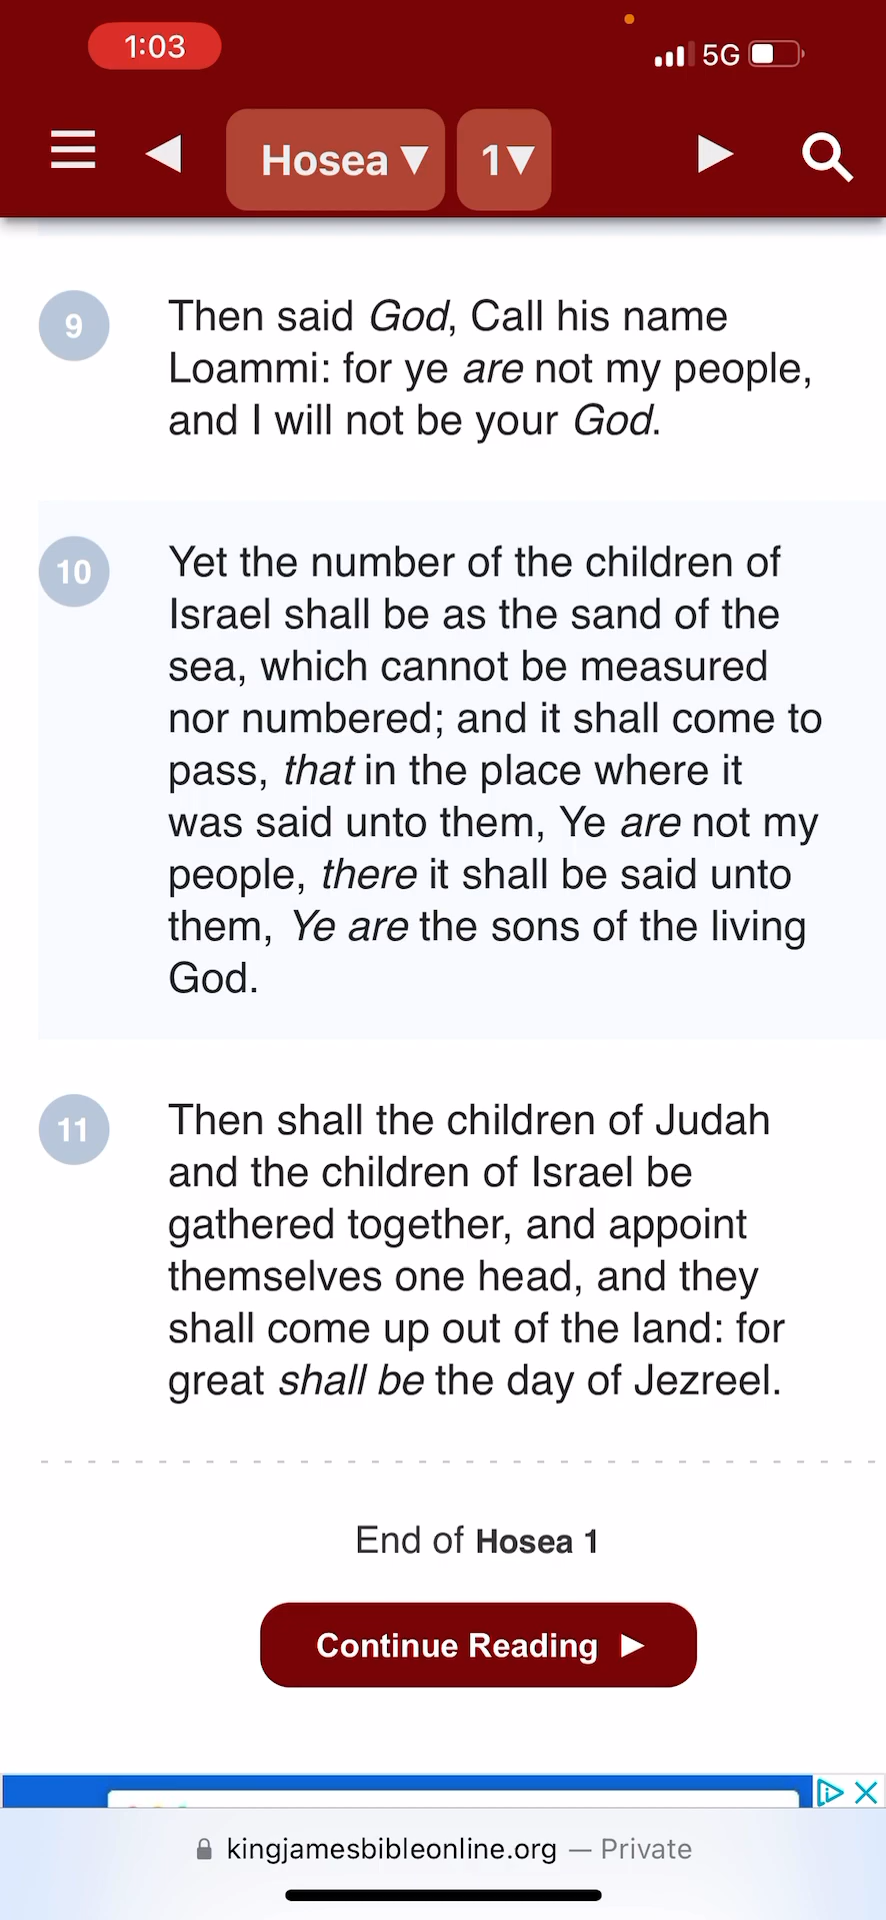 1:03
5G
Hosea ▼ 1▼
9 Then said God, Call his name
Loammi: for ye are not my people,
and I will not be your God.
10 Yet the number of the children of
Israel shall be as the sand of the
sea, which cannot be measured
nor numbered; and it shall come to
pass, that in the place where it
was said unto them, Ye are not my
people, there it shall be said unto
them, Ye are the sons of the living
God.
11 Then shall the children of Judah
and the children of Israel be
gathered together, and appoint
themselves one head, and they
shall come up out of the land: for
great shall be the day of Jezreel.
End of Hosea 1
Continue Reading ▶
kingjamesbibleonline.org — Private